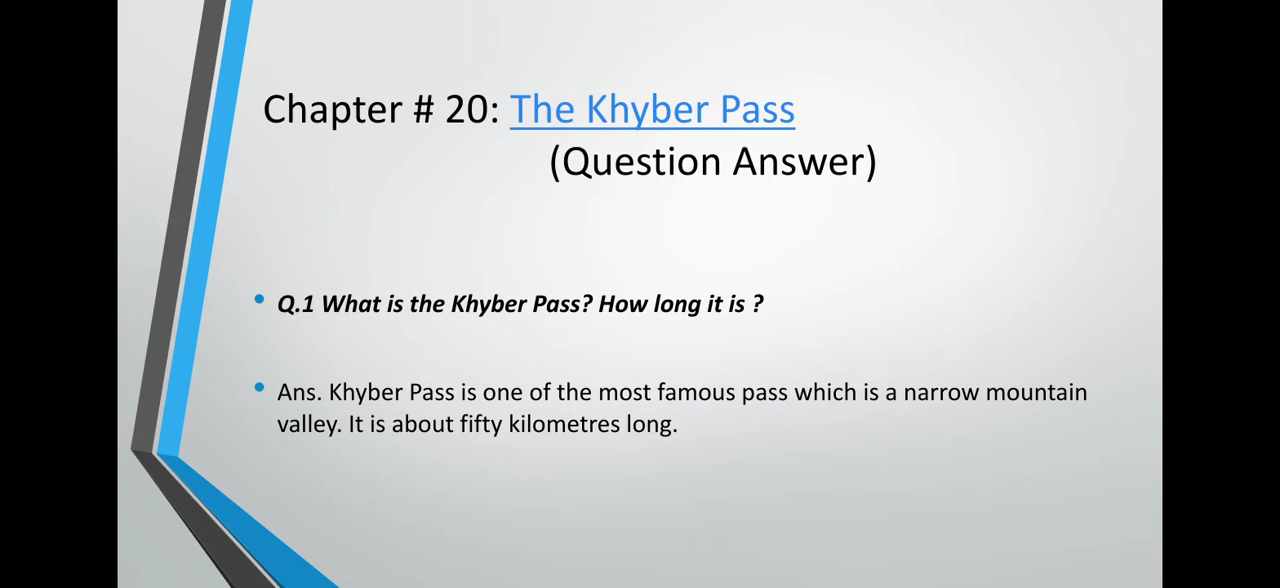 Chapter # 20: The Khyber Pass
(Question Answer)
• Q.1 What is the Khyber Pass? How long it is ?
• Ans. Khyber Pass is one of the most famous pass which is a narrow mountain
valley. It is about fifty kilometres long.